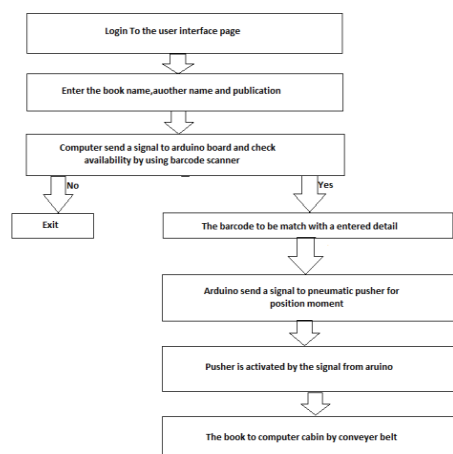 Login To the user interface page
Enter the book name,auother name and publication
Computer send a signal to arduino board and check
availability by using barcode scanner
No
Yes
Exit
The barcode to be match with a entered detail
Arduino send a signal to pneumatic pusher for
position moment
Pusher is activated by the signal from aruino
The book to computer cabin by conveyer belt